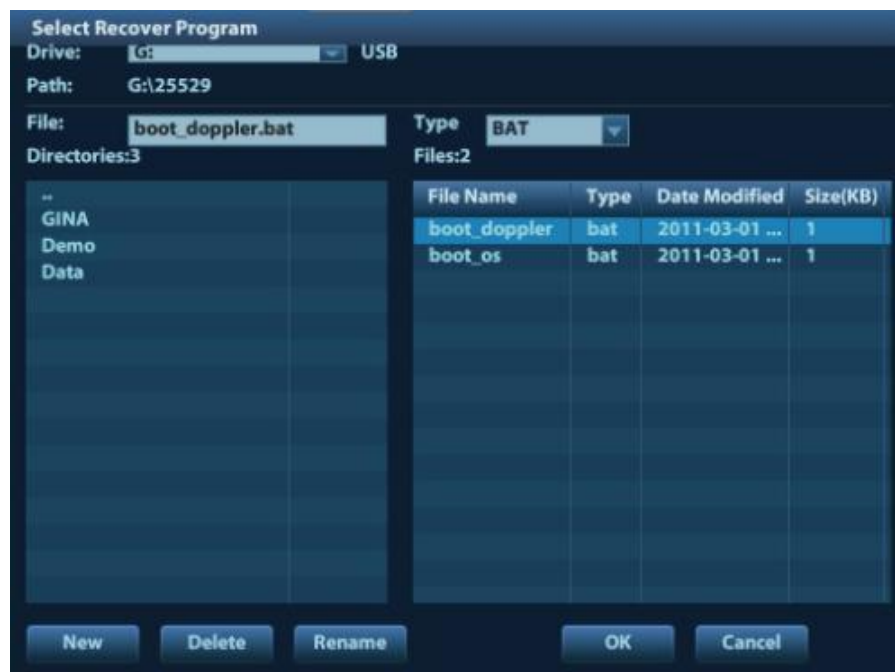 Select Recover Program
Drive: G: USB
Path: G:\25529
File: boot_doppler.bat Type BAT
Directories:3 Files:2
..
GINA
Demo
Data
File Name Type Date Modified Size(KB)
boot_doppler bat 2011-03-01 ... 1
boot_os bat 2011-03-01 ... 1
New Delete Rename OK Cancel